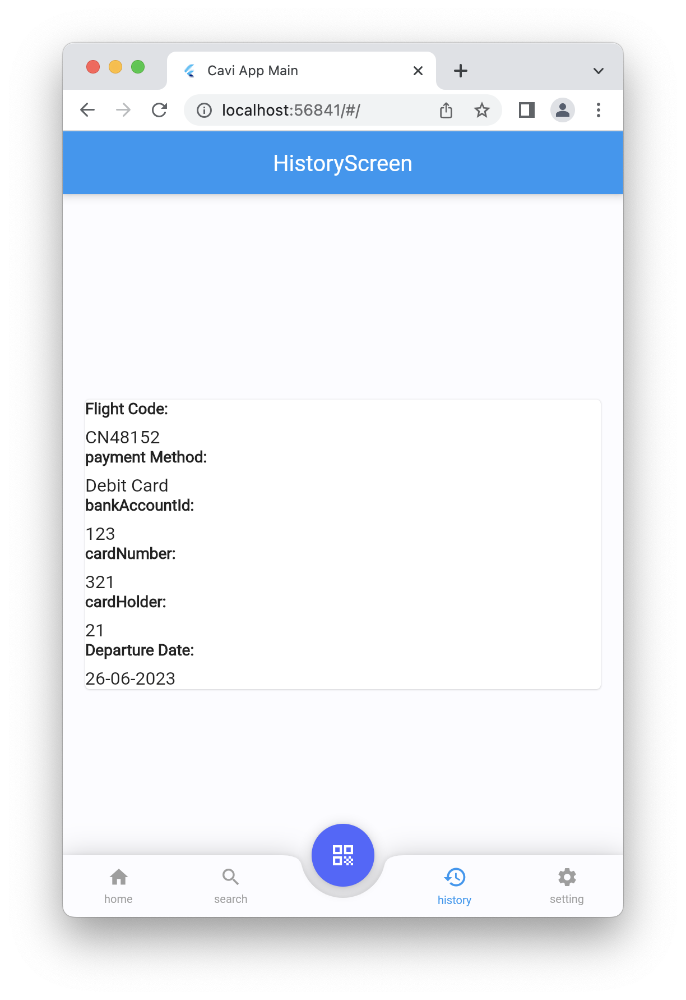 Cavi App Main
localhost:56841/#/
HistoryScreen
Flight Code:
CN48152
payment Method:
Debit Card
bankAccountId:
123
cardNumber:
321
cardHolder:
21
Departure Date:
26-06-2023
home
search
history
setting